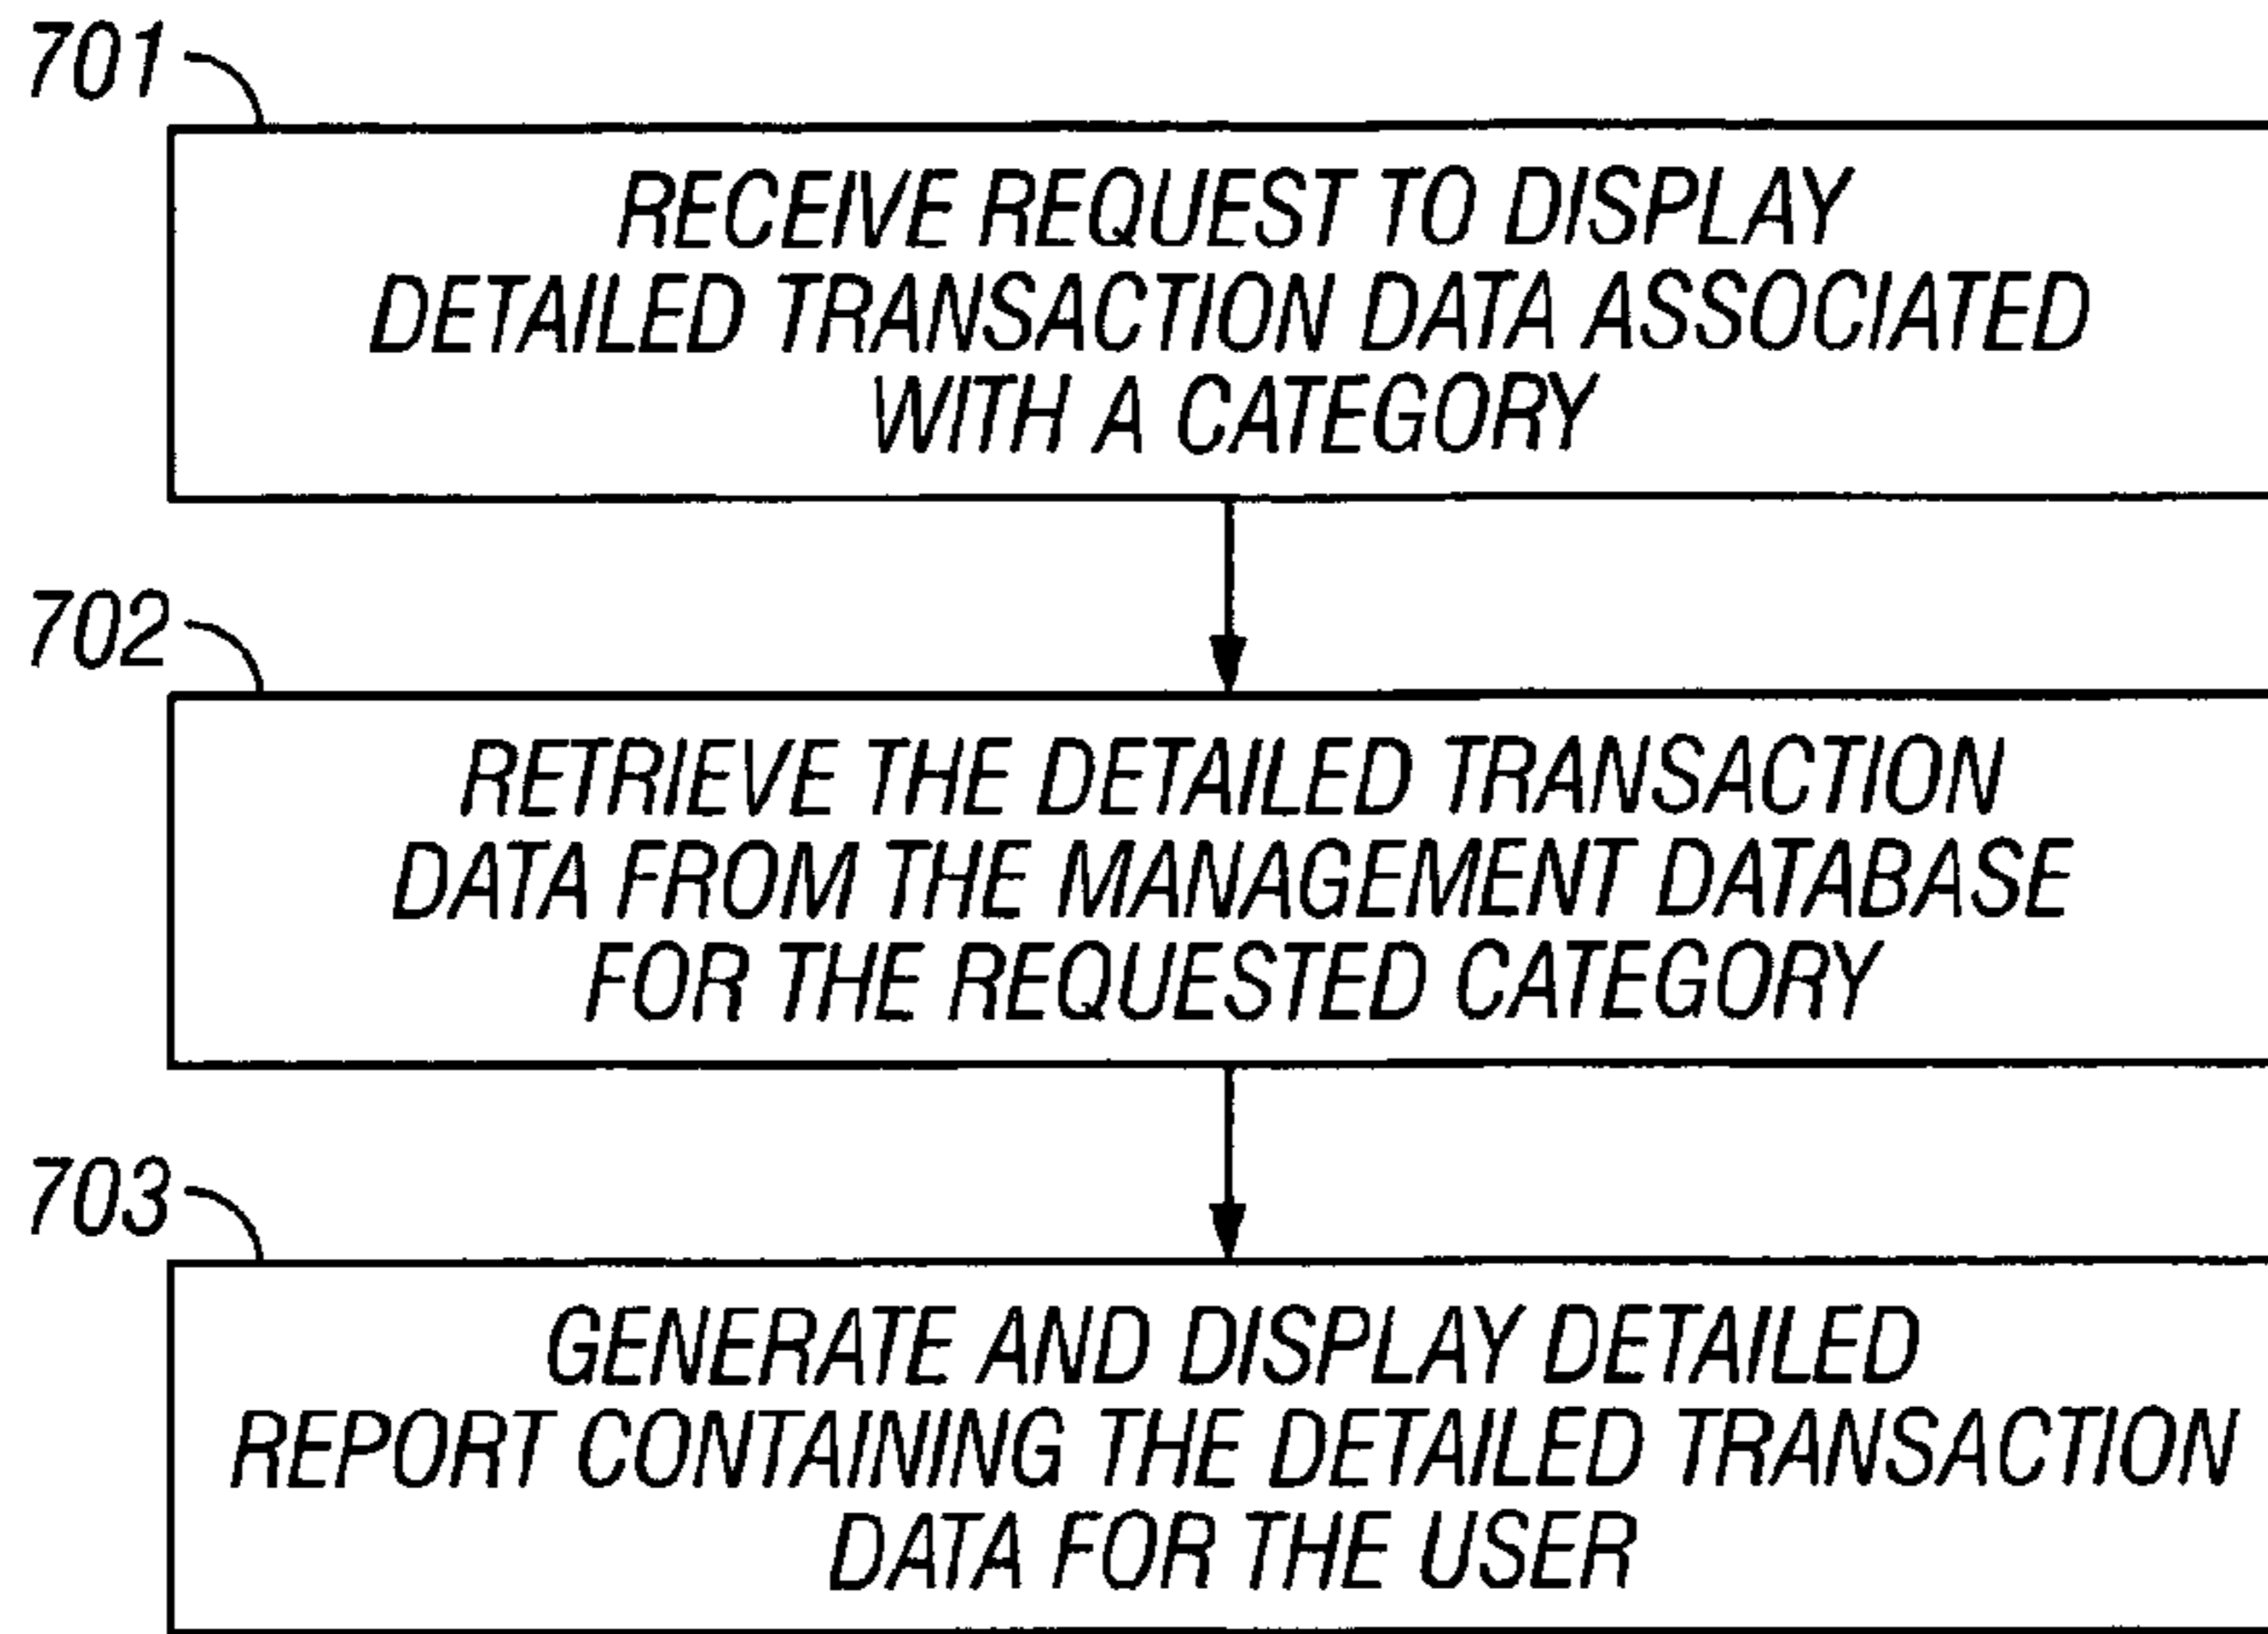 701
RECEIVE REQUEST TO DISPLAY
DETAILED TRANSACTION DATA ASSOCIATED
WITH A CATEGORY
702
RETRIEVE THE DETAILED TRANSACTION
DATA FROM THE MANAGEMENT DATABASE
FOR THE REQUESTED CATEGORY
703
GENERATE AND DISPLAY DETAILED
REPORT CONTAINING THE DETAILED TRANSACTION
DATA FOR THE USER